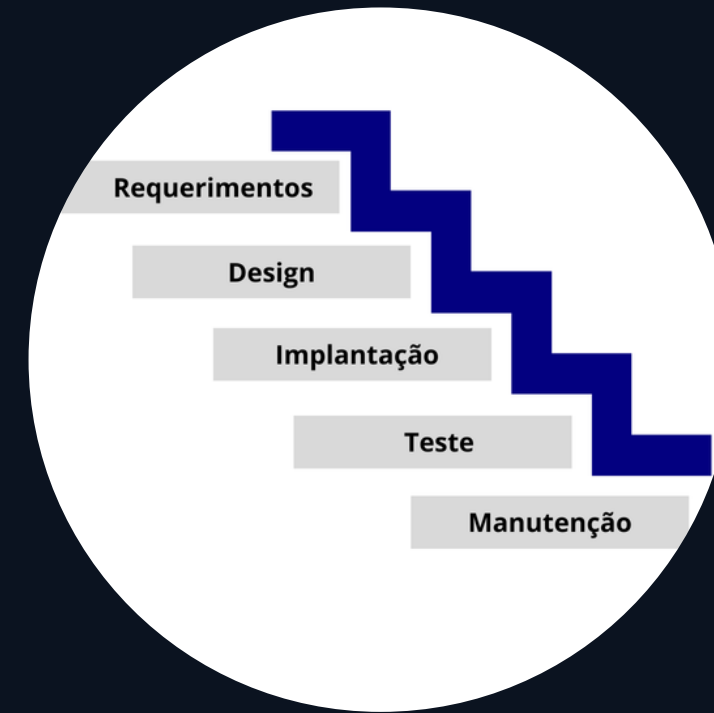 Requerimentos
Design
Implantação
Teste
Manutenção